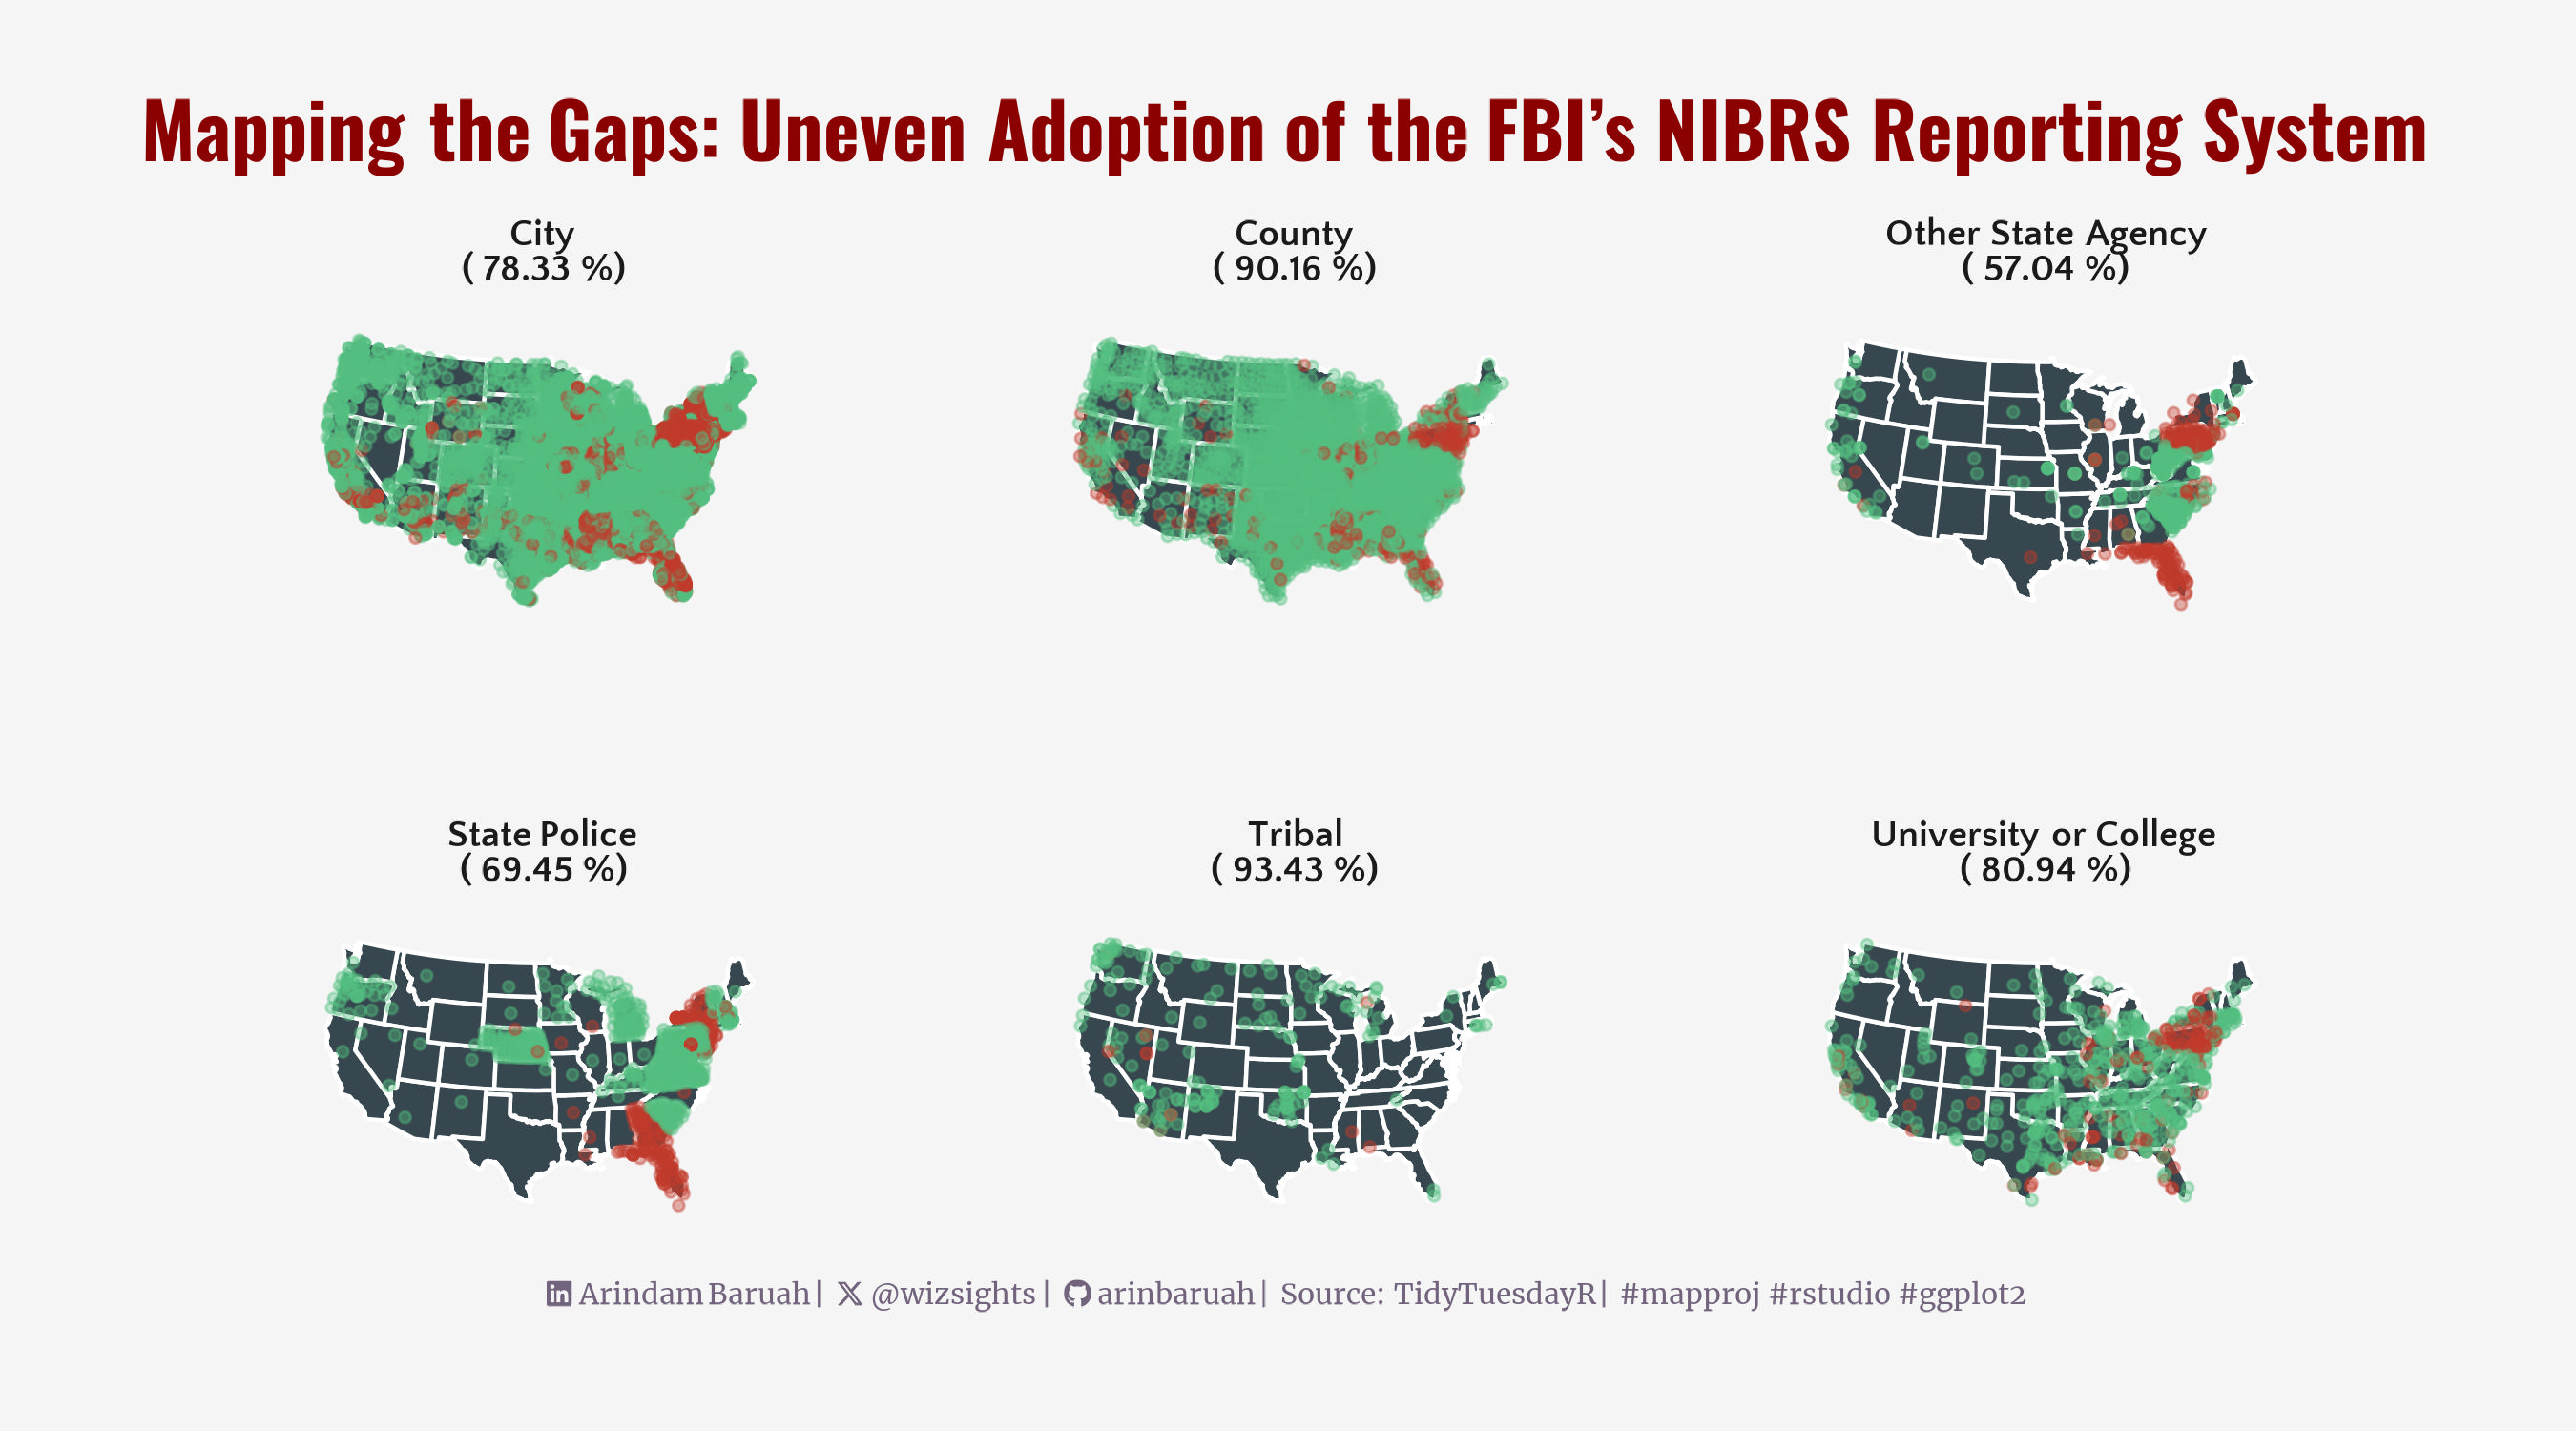 Mapping the Gaps: Uneven Adoption of the FBI’s NIBRS Reporting System
City
( 78.33 %)
County
( 90.16 %)
Other State Agency
( 57.04 %)
State Police
( 69.45 %)
Tribal
( 93.43 %)
University or College
( 80.94 %)
Arindam Baruah | @wizsights | arinbaruah | Source: TidyTuesdayR | #mapproj #rstudio #ggplot2